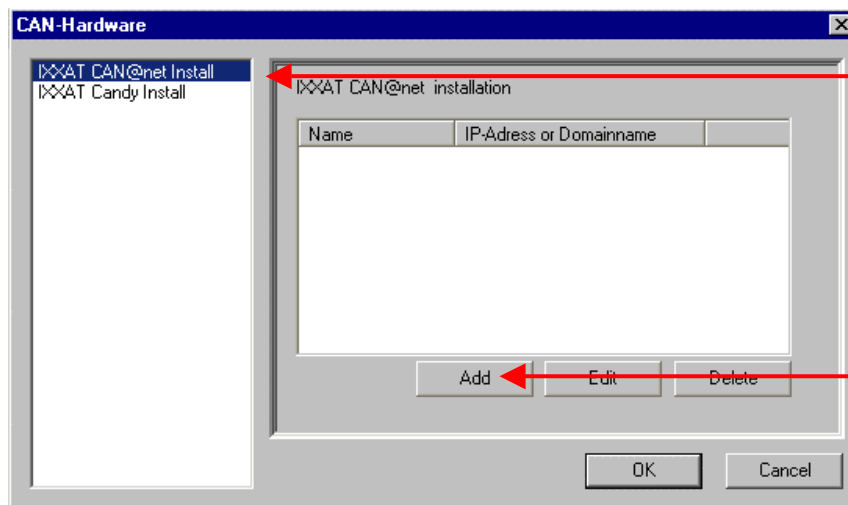 CAN-Hardware
IXXAT CAN@net Install
IXXAT Candy Install
IXXAT CAN@net installation
Name IP-Adress or Domainname
Add Edit Delete
OK Cancel